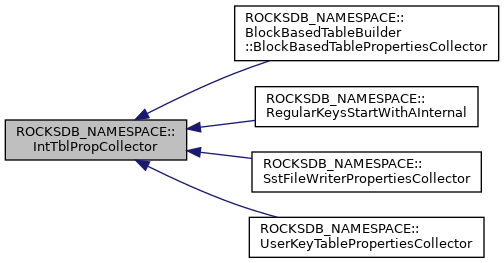 ROCKSDB_NAMESPACE::
BlockBasedTableBuilder
::BlockBasedTablePropertiesCollector
ROCKSDB_NAMESPACE::
RegularKeysStartWithAInternal
ROCKSDB_NAMESPACE::
IntTblPropCollector
ROCKSDB_NAMESPACE::
SstFileWriterPropertiesCollector
ROCKSDB_NAMESPACE::
UserKeyTablePropertiesCollector